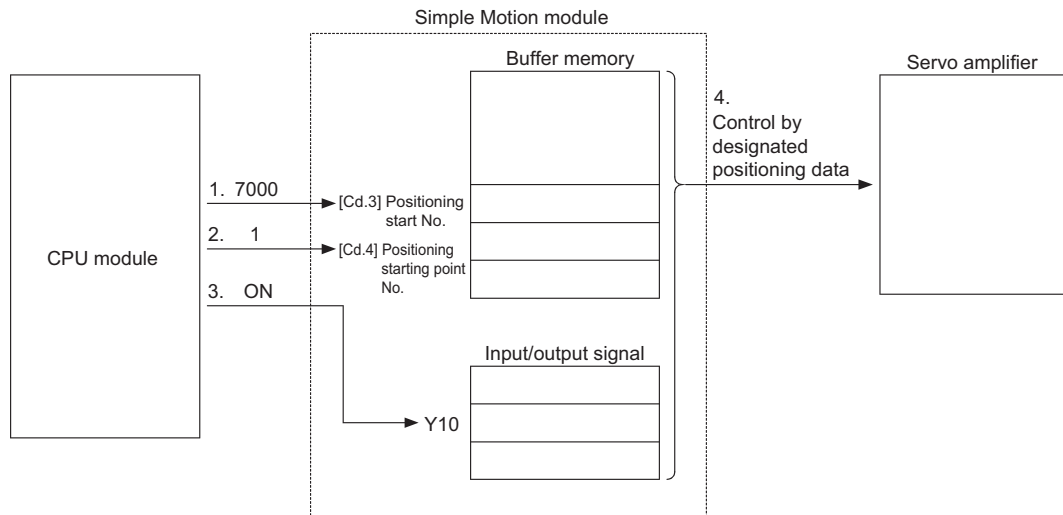 Simple Motion module
Buffer memory
Servo amplifier
4.
Control by
designated
positioning data
1. 7000
[Cd.3] Positioning
start No.
2. 1
[Cd.4] Positioning
starting point
No.
CPU module
3. ON
Input/output signal
Y10